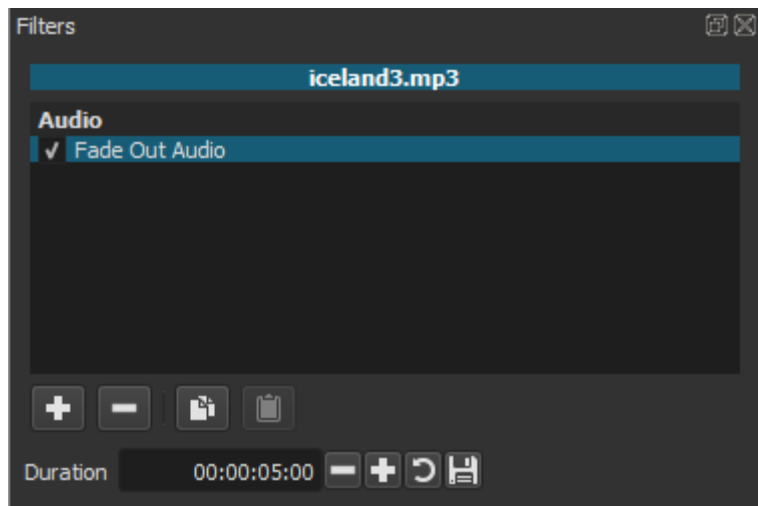 Filters
iceland3.mp3
Audio
Fade Out Audio
Duration 00:00:05:00